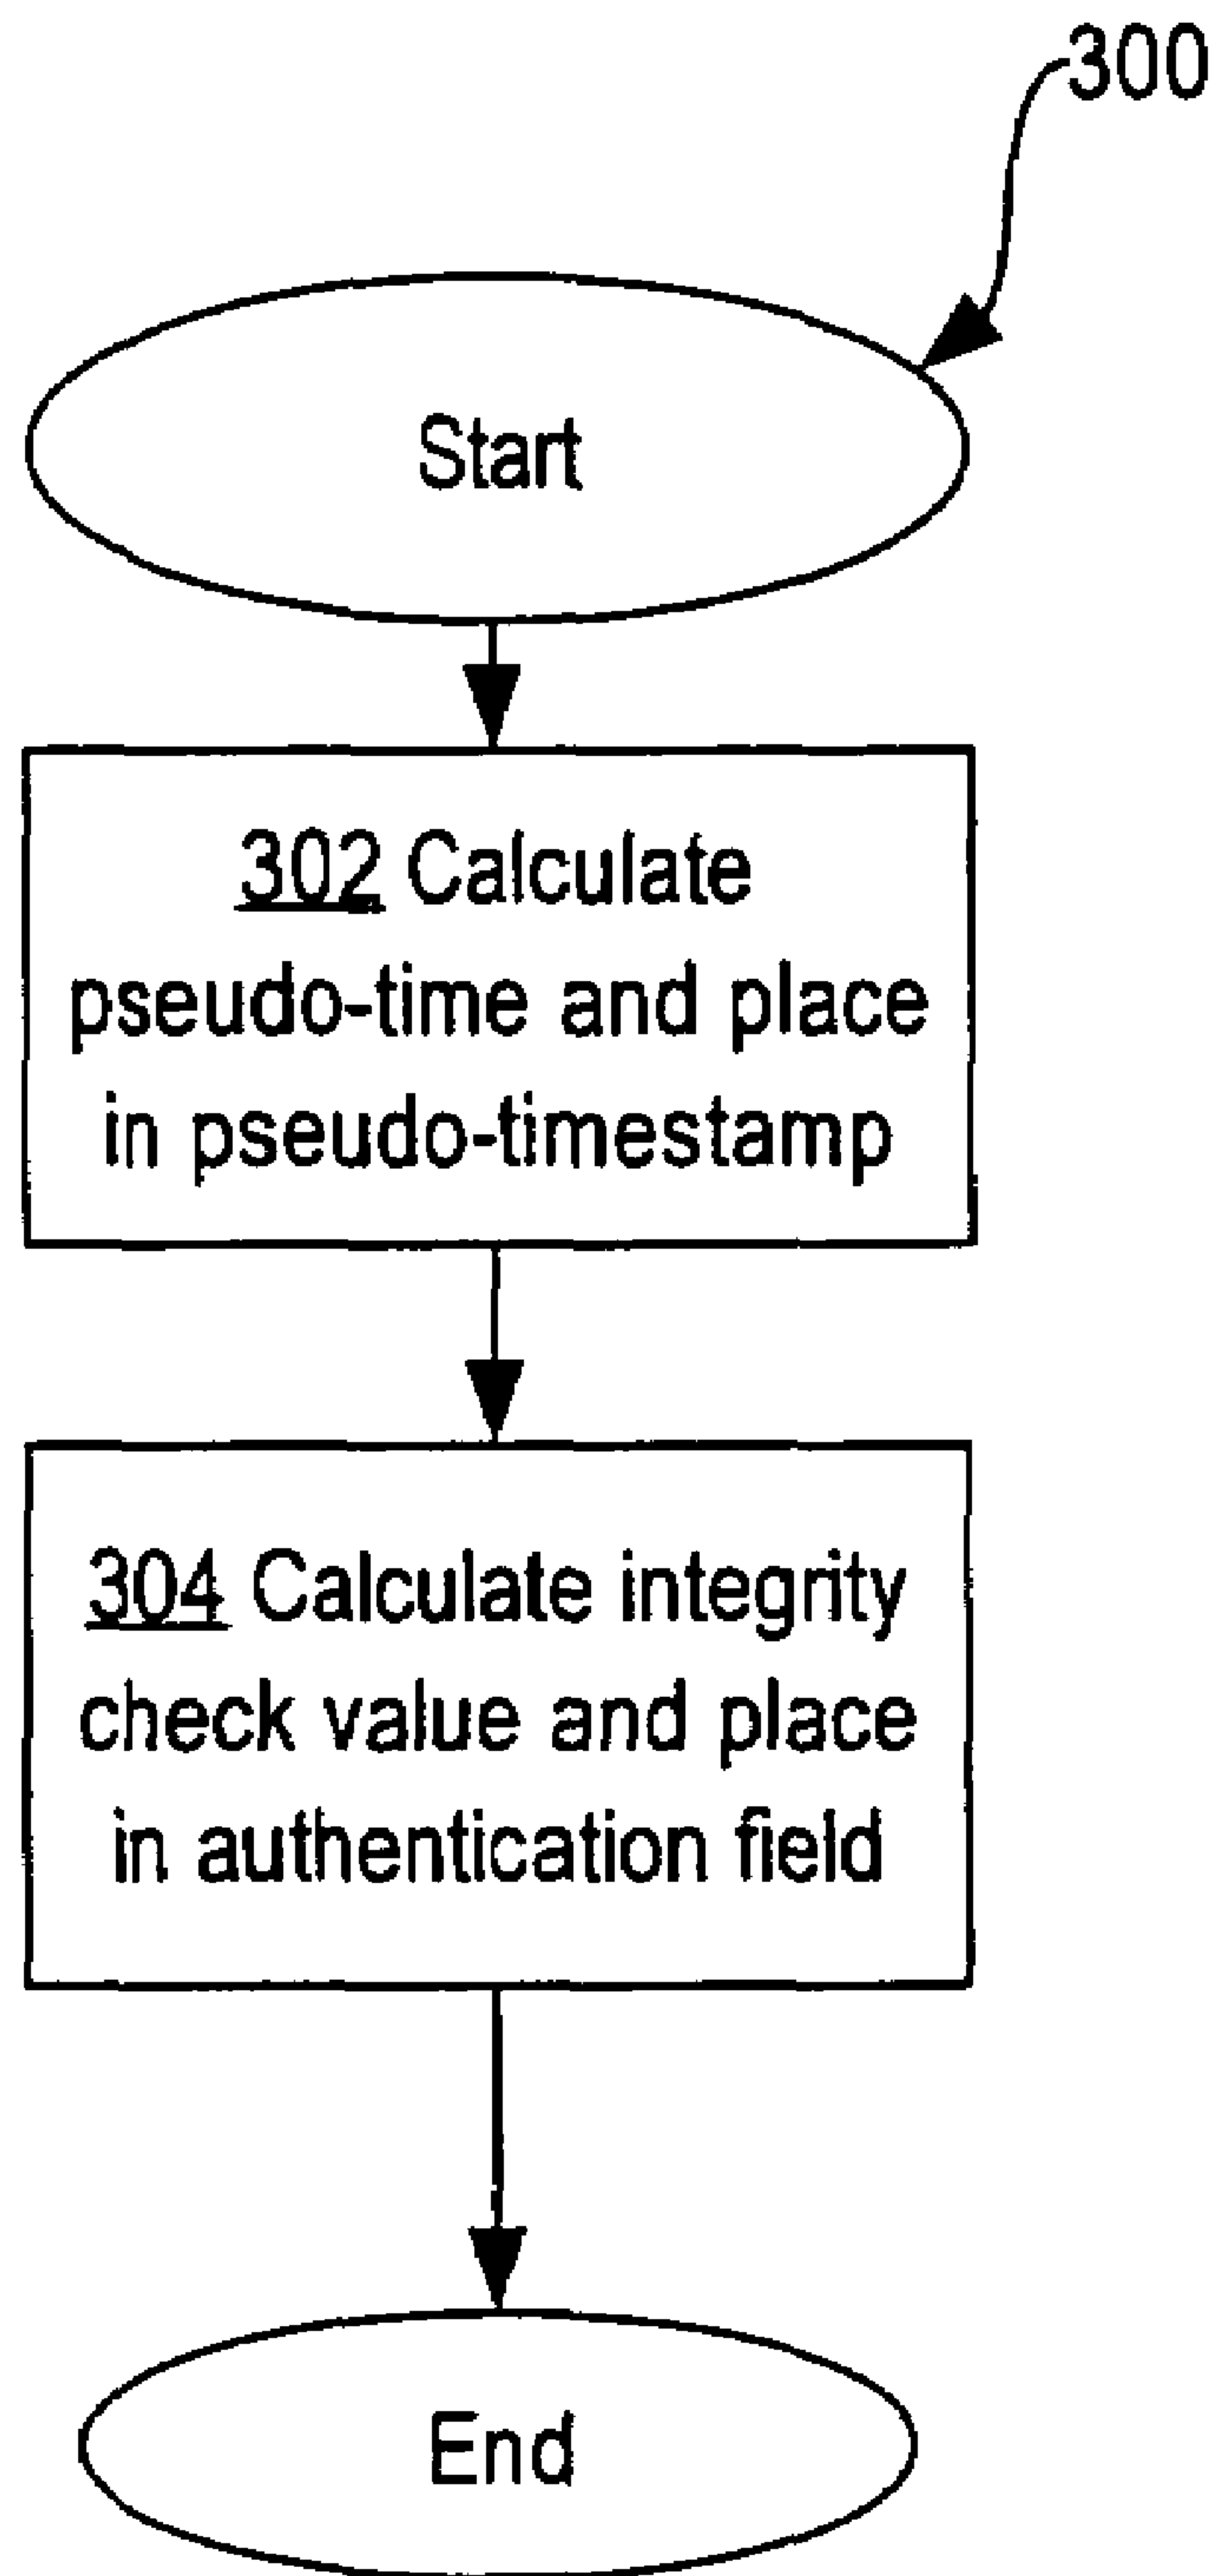 300
Start
302 Calculate
pseudo-time and place
in pseudo-timestamp
304 Calculate integrity
check value and place
in authentication field
End